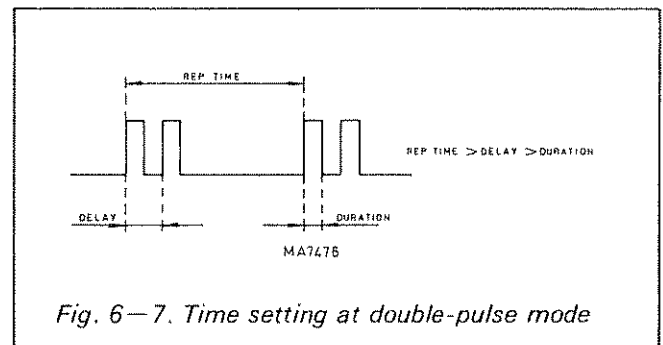 REP TIME
REP TIME > DELAY > DURATION
DELAY
DURATION
MA7476
Fig. 6—7. Time setting at double-pulse mode